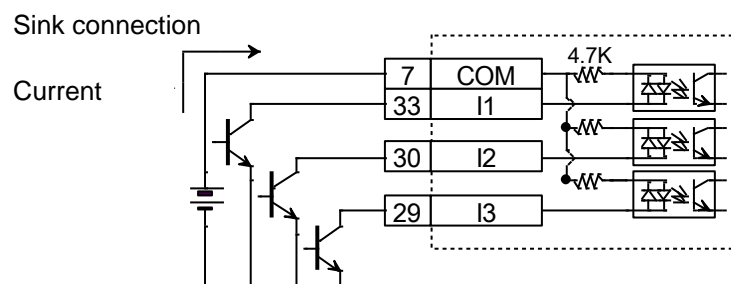 Sink connection
Current
4.7K
7 COM
33 I1
30 I2
29 I3